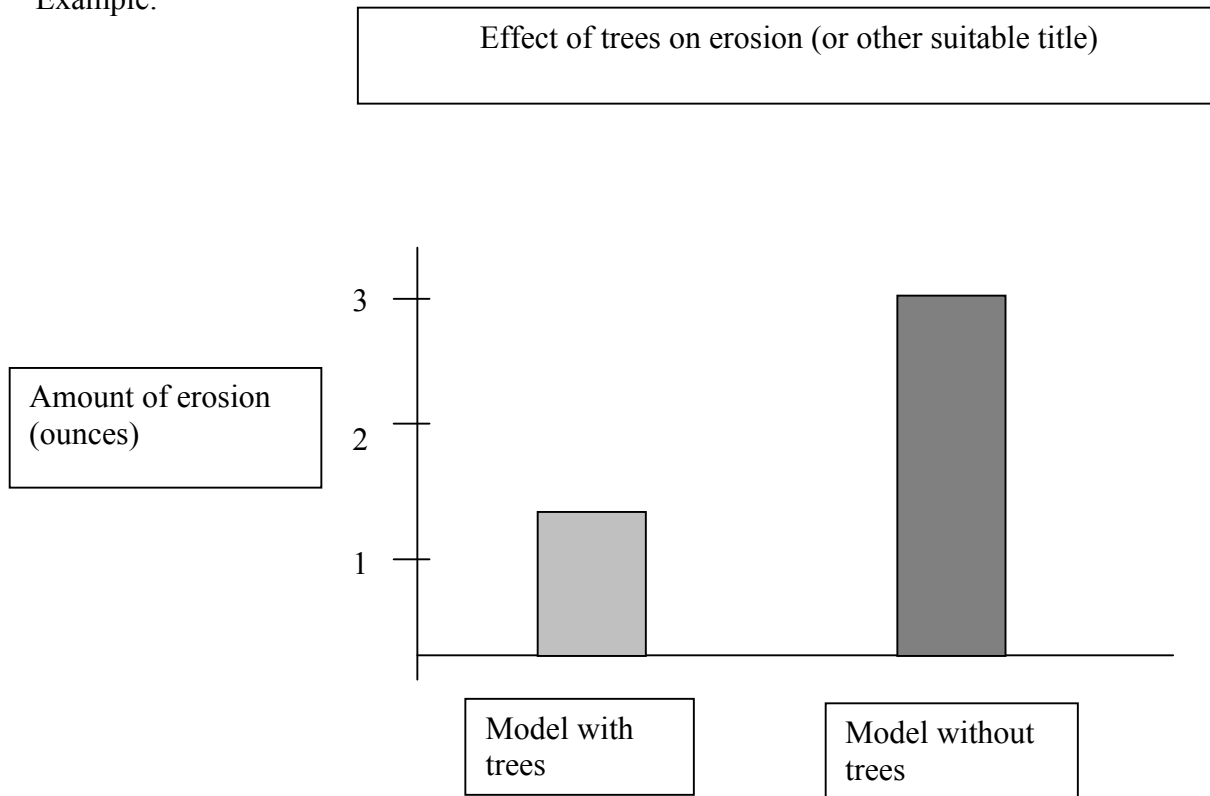 Example:
Effect of trees on erosion (or other suitable title)
3
Amount of erosion
(ounces)
2
1
Model with
trees
Model without
trees